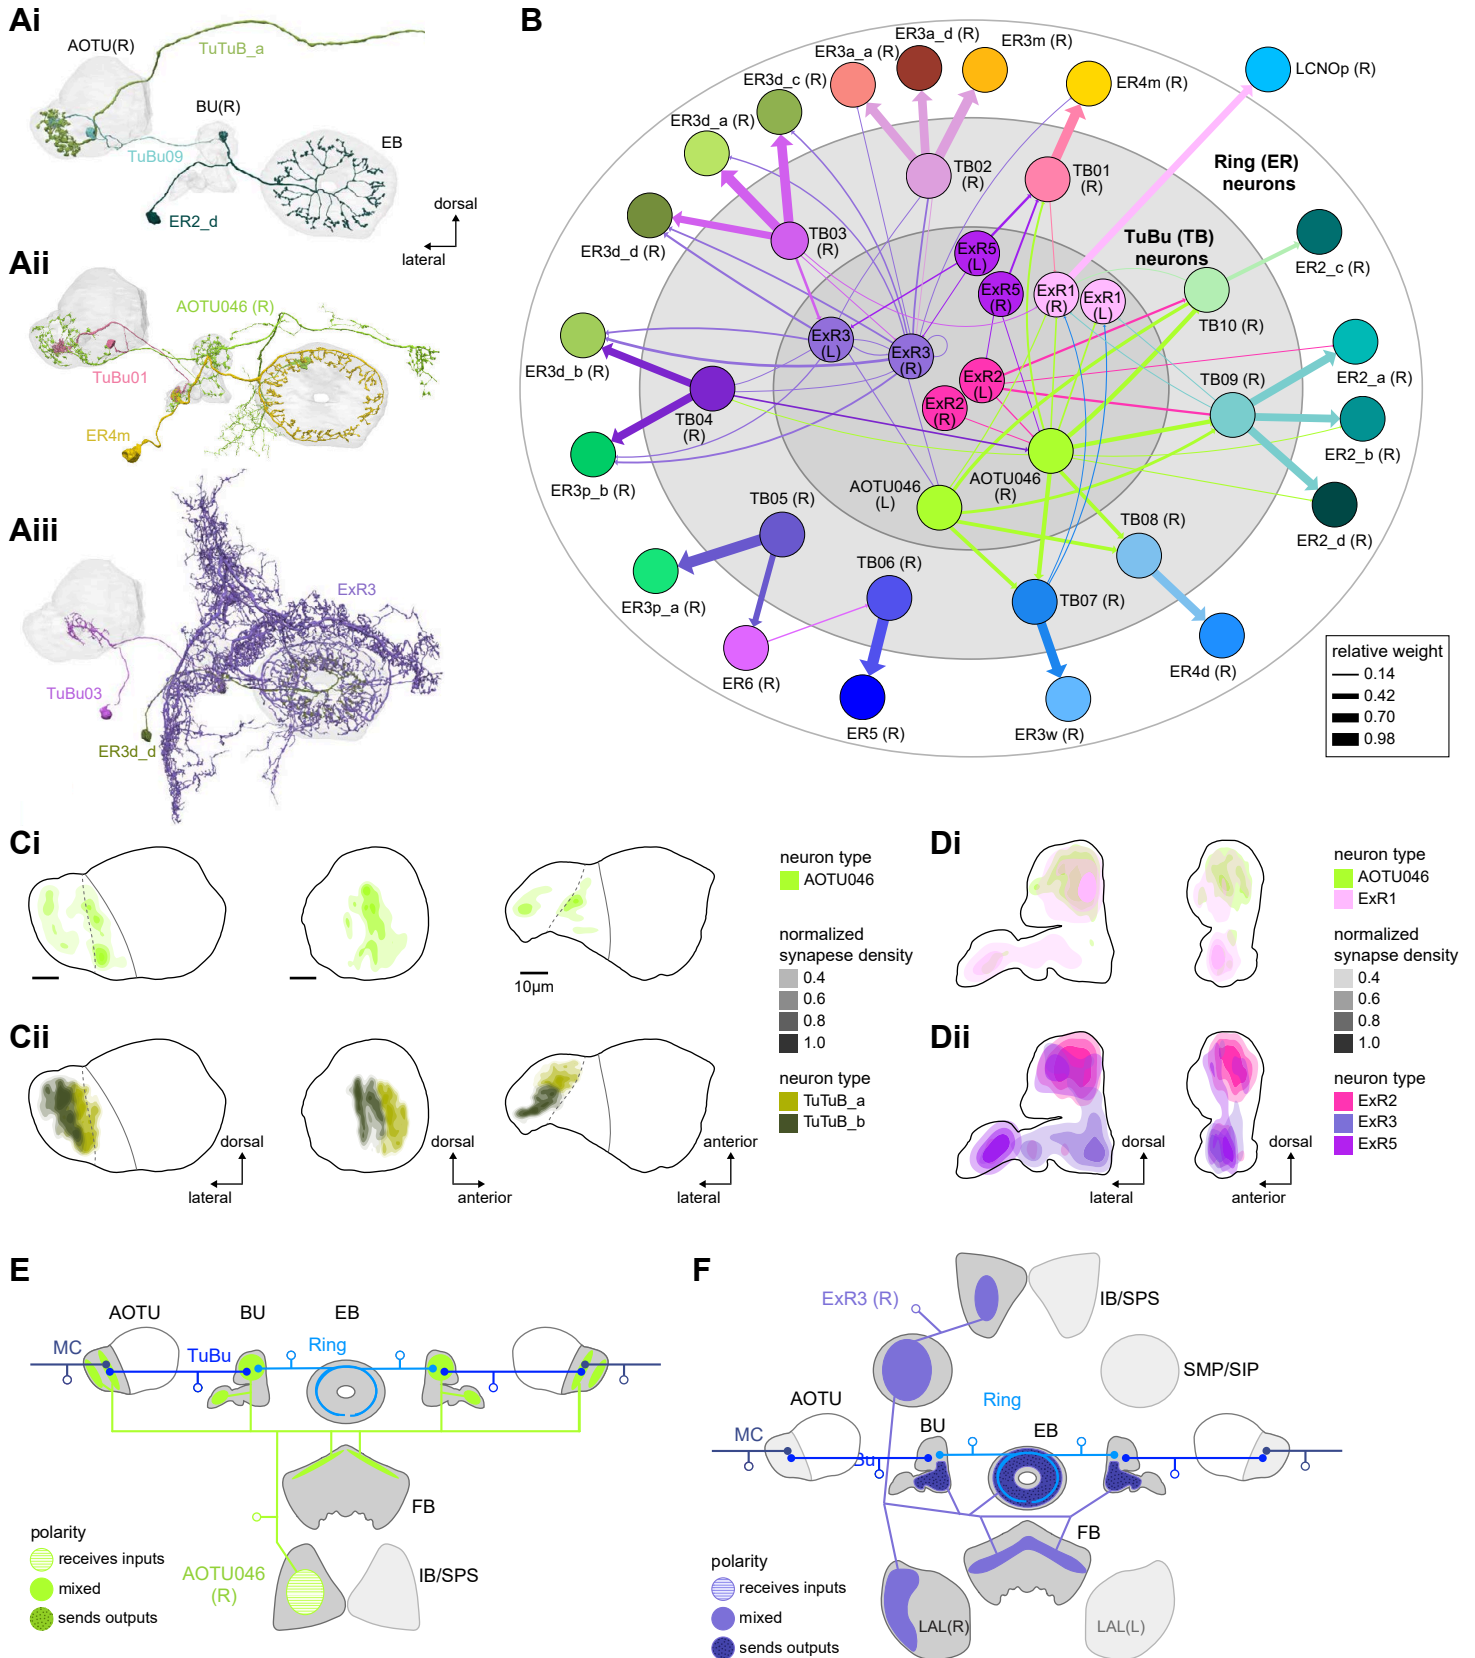 Ai
AOTU(R)
TuTuB_a
BU(R)
EB
TuBu09
ER2_d
dorsal
lateral
Aii
AOTU046 (R)
TuBu01
ER4m
Aiii
ExR3
TuBu03
ER3d_d
B
ER3a_d (R)
ER3a_a (R)
ER3m (R)
ER3d_c (R)
ER4m (R)
LCNOp (R)
ER3d_a (R)
Ring (ER)
neurons
TB02
(R)
TB01
(R)
TB03
(R)
ER3d_d (R)
TuBu (TB)
neurons
ER2_c (R)
ExR5
(L)
ExR5
(R)
ExR1
(R)
ExR1
(L)
TB10 (R)
ExR3
(L)
ExR3
(R)
ER3d_b (R)
ExR2
(L)
ExR2
(R)
TB09 (R)
ER2_a (R)
TB04
(R)
ER2_b (R)
AOTU046
(L)
AOTU046
(R)
ER3p_b (R)
TB05 (R)
TB08 (R)
ER2_d (R)
TB06 (R)
ER3p_a (R)
TB07 (R)
ER4d (R)
ER6 (R)
ER5 (R)
ER3w (R)
relative weight
0.14
0.42
0.70
0.98
Ci
10µm
neuron type
AOTU046
normalized
synapese density
0.4
0.6
0.8
1.0
Cii
neuron type
TuTuB_a
TuTuB_b
dorsal
lateral
dorsal
anterior
anterior
lateral
Di
neuron type
AOTU046
ExR1
normalized
synapese density
0.4
0.6
0.8
1.0
Dii
neuron type
ExR2
ExR3
ExR5
dorsal
lateral
dorsal
anterior
E
AOTU
BU
EB
MC
TuBu
Ring
FB
AOTU046
(R)
IB/SPS
polarity
receives inputs
mixed
sends outputs
F
ExR3 (R)
IB/SPS
SMP/SIP
AOTU
Ring
MC
BU
EB
Bu
FB
LAL(R)
LAL(L)
polarity
receives inputs
mixed
sends outputs